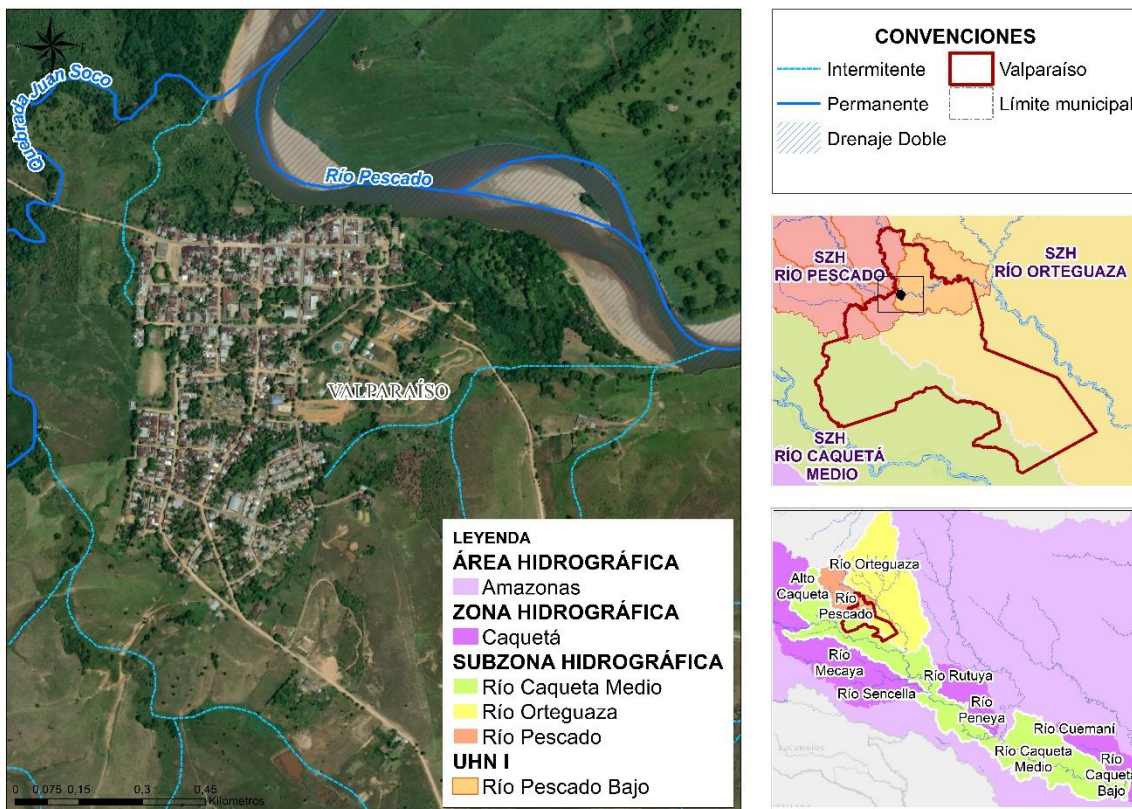 Quebrada Juan Soco
Río Pescado
VALPARAÍSO
LEYENDA
ÁREA HIDROGRÁFICA
Amazonas
ZONA HIDROGRÁFICA
Caquetá
SUBZONA HIDROGRÁFICA
Río Caqueta Medio
Río Orteguaza
Río Pescado
UHN I
Río Pescado Bajo
0 0,075 0,15 0,3 0,45
Kilometros
CONVENCIONES
Intermitente
Valparaíso
Permanente
Límite municipal
Drenaje Doble
SZH
RÍO PESCADO
SZH
RÍO ORTEGUAZA
SZH
RÍO CAQUETÁ
MEDIO
Río Orteguaza
Alto
Caqueta
Río
Pescado
Río
Mecaya
Río Sencella
Río Rutuya
Río
Peneya
Río Cuemaní
Río Caqueta
Medio
Río
Caqueta
Bajo
SUCUMBÍOS